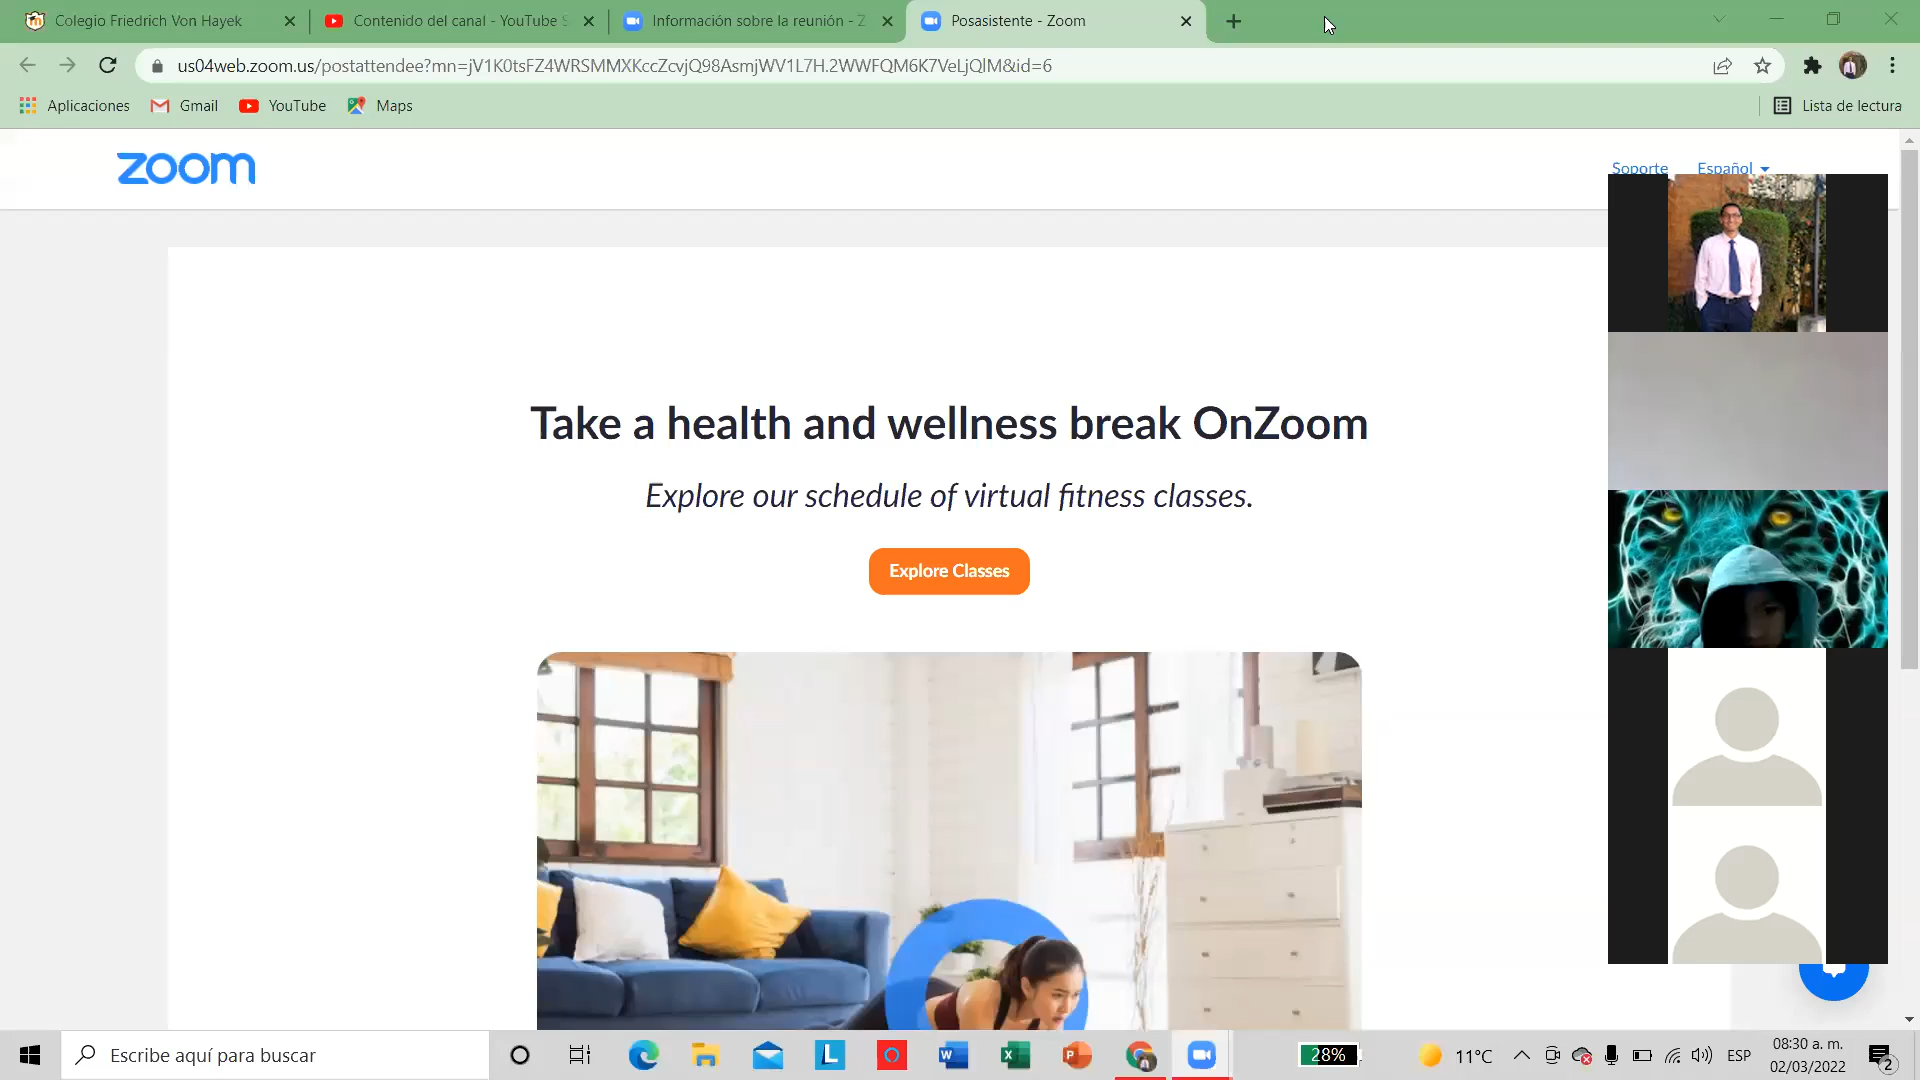 Colegio Friedrich Von Hayek
Contenido del canal - YouTube S
Información sobre la reunión - Z
Posasistente - Zoom
us04web.zoom.us/postattendee?mn=jV1K0tsFZ4WRSMMXKccZcvjQ98AsmjWV1L7H.2WWFQM6K7VeLjQlM&id=6
Aplicaciones
Gmail
YouTube
Maps
Lista de lectura
zoom
Soporte
Español
Take a health and wellness break OnZoom
Explore our schedule of virtual fitness classes.
Explore Classes
Escribe aquí para buscar
28%
11°C
ESP
08:30 a. m.
02/03/2022
2